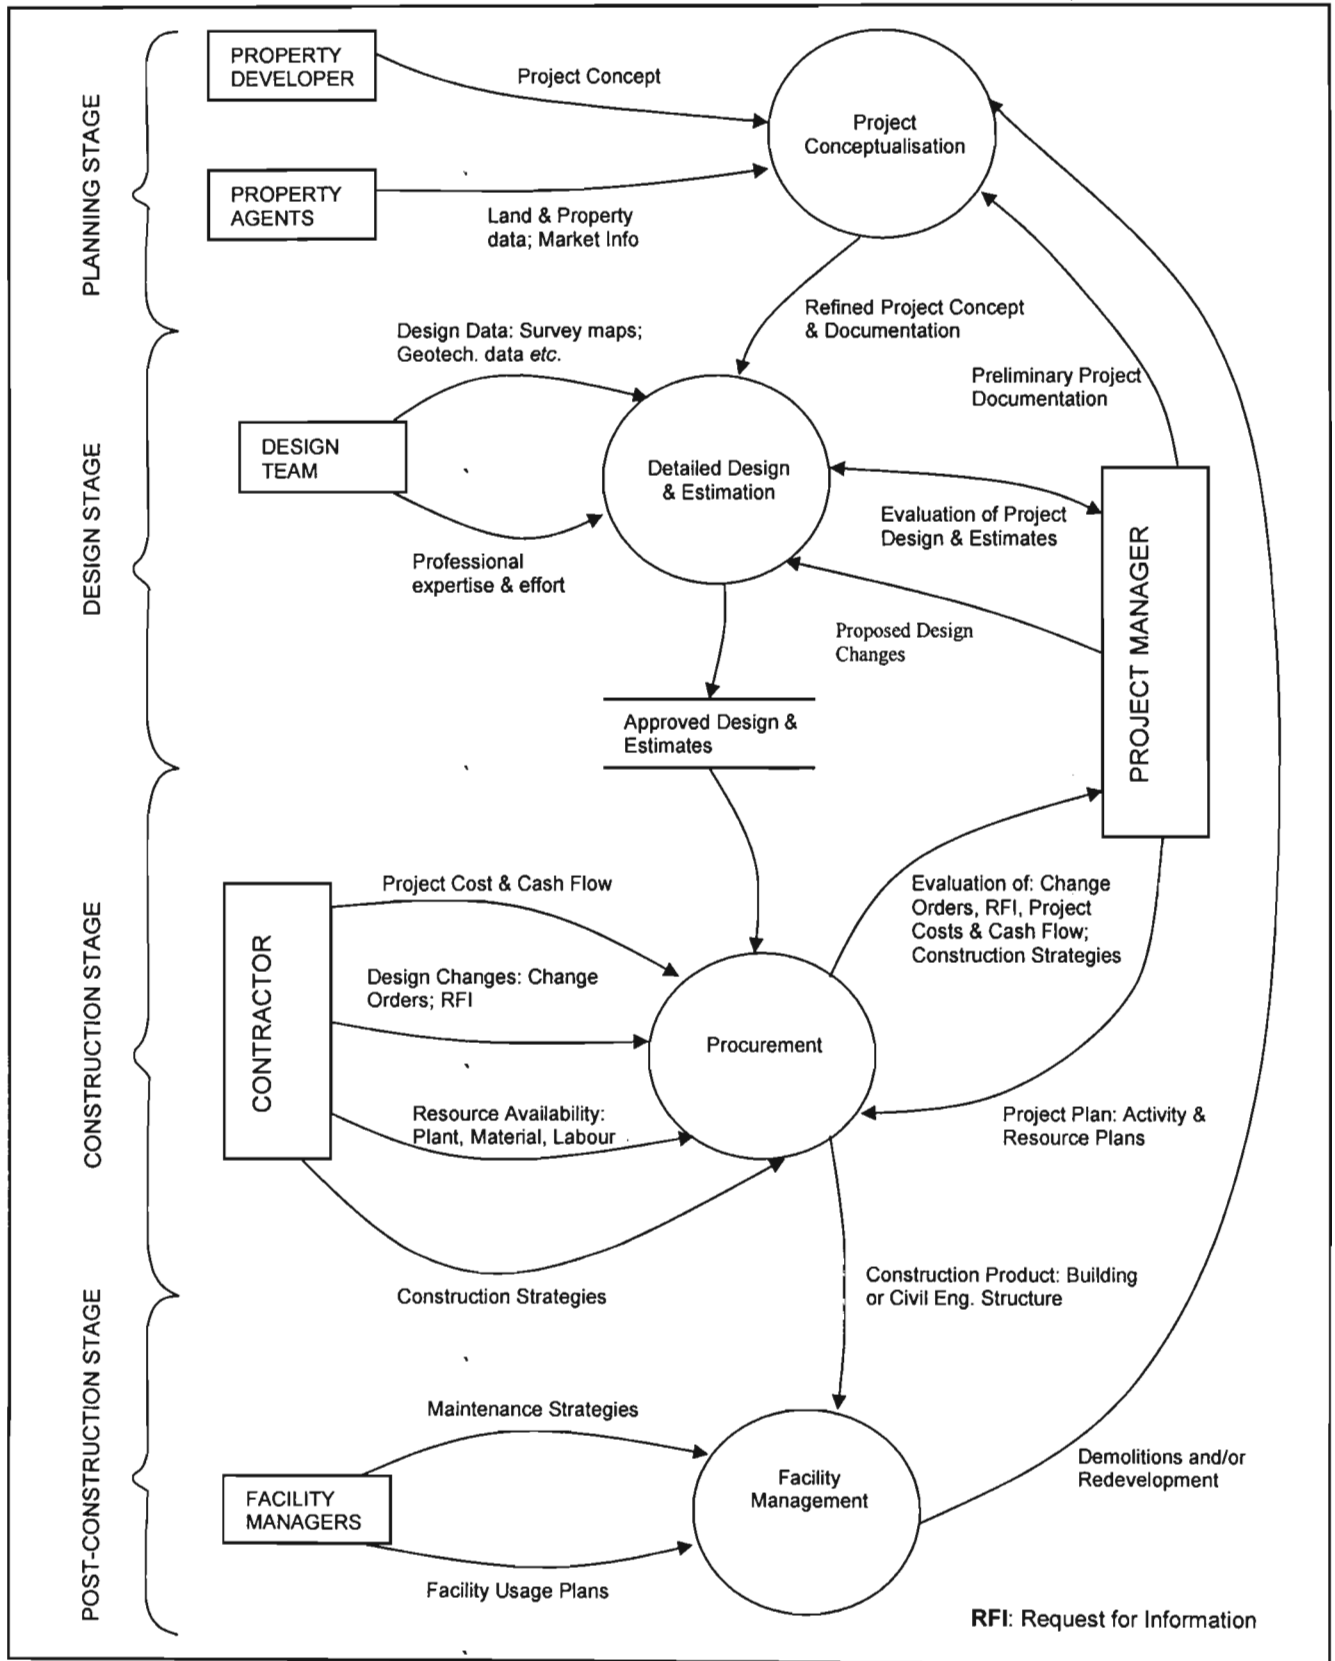 PLANNING STAGE
PROPERTY
DEVELOPER
Project Concept
Project
Conceptualisation
PROPERTY
AGENTS
Land & Property
data; Market Info
Refined Project Concept
& Documentation
Preliminary Project
Documentation
DESIGN STAGE
Design Data: Survey maps;
Geotech. data etc.
DESIGN
TEAM
Detailed Design
& Estimation
Professional
expertise & effort
Evaluation of Project
Design & Estimates
Proposed Design
Changes
PROJECT MANAGER
Approved Design &
Estimates
CONSTRUCTION STAGE
CONTRACTOR
Project Cost & Cash Flow
Design Changes: Change
Orders; RFI
Procurement
Resource Availability:
Plant, Material, Labour
Construction Strategies
Evaluation of: Change
Orders, RFI, Project
Costs & Cash Flow;
Construction Strategies
Project Plan: Activity &
Resource Plans
Construction Product: Building
or Civil Eng. Structure
POST-CONSTRUCTION STAGE
Maintenance Strategies
FACILITY
MANAGERS
Facility
Management
Facility Usage Plans
Demolitions and/or
Redevelopment
RFI: Request for Information